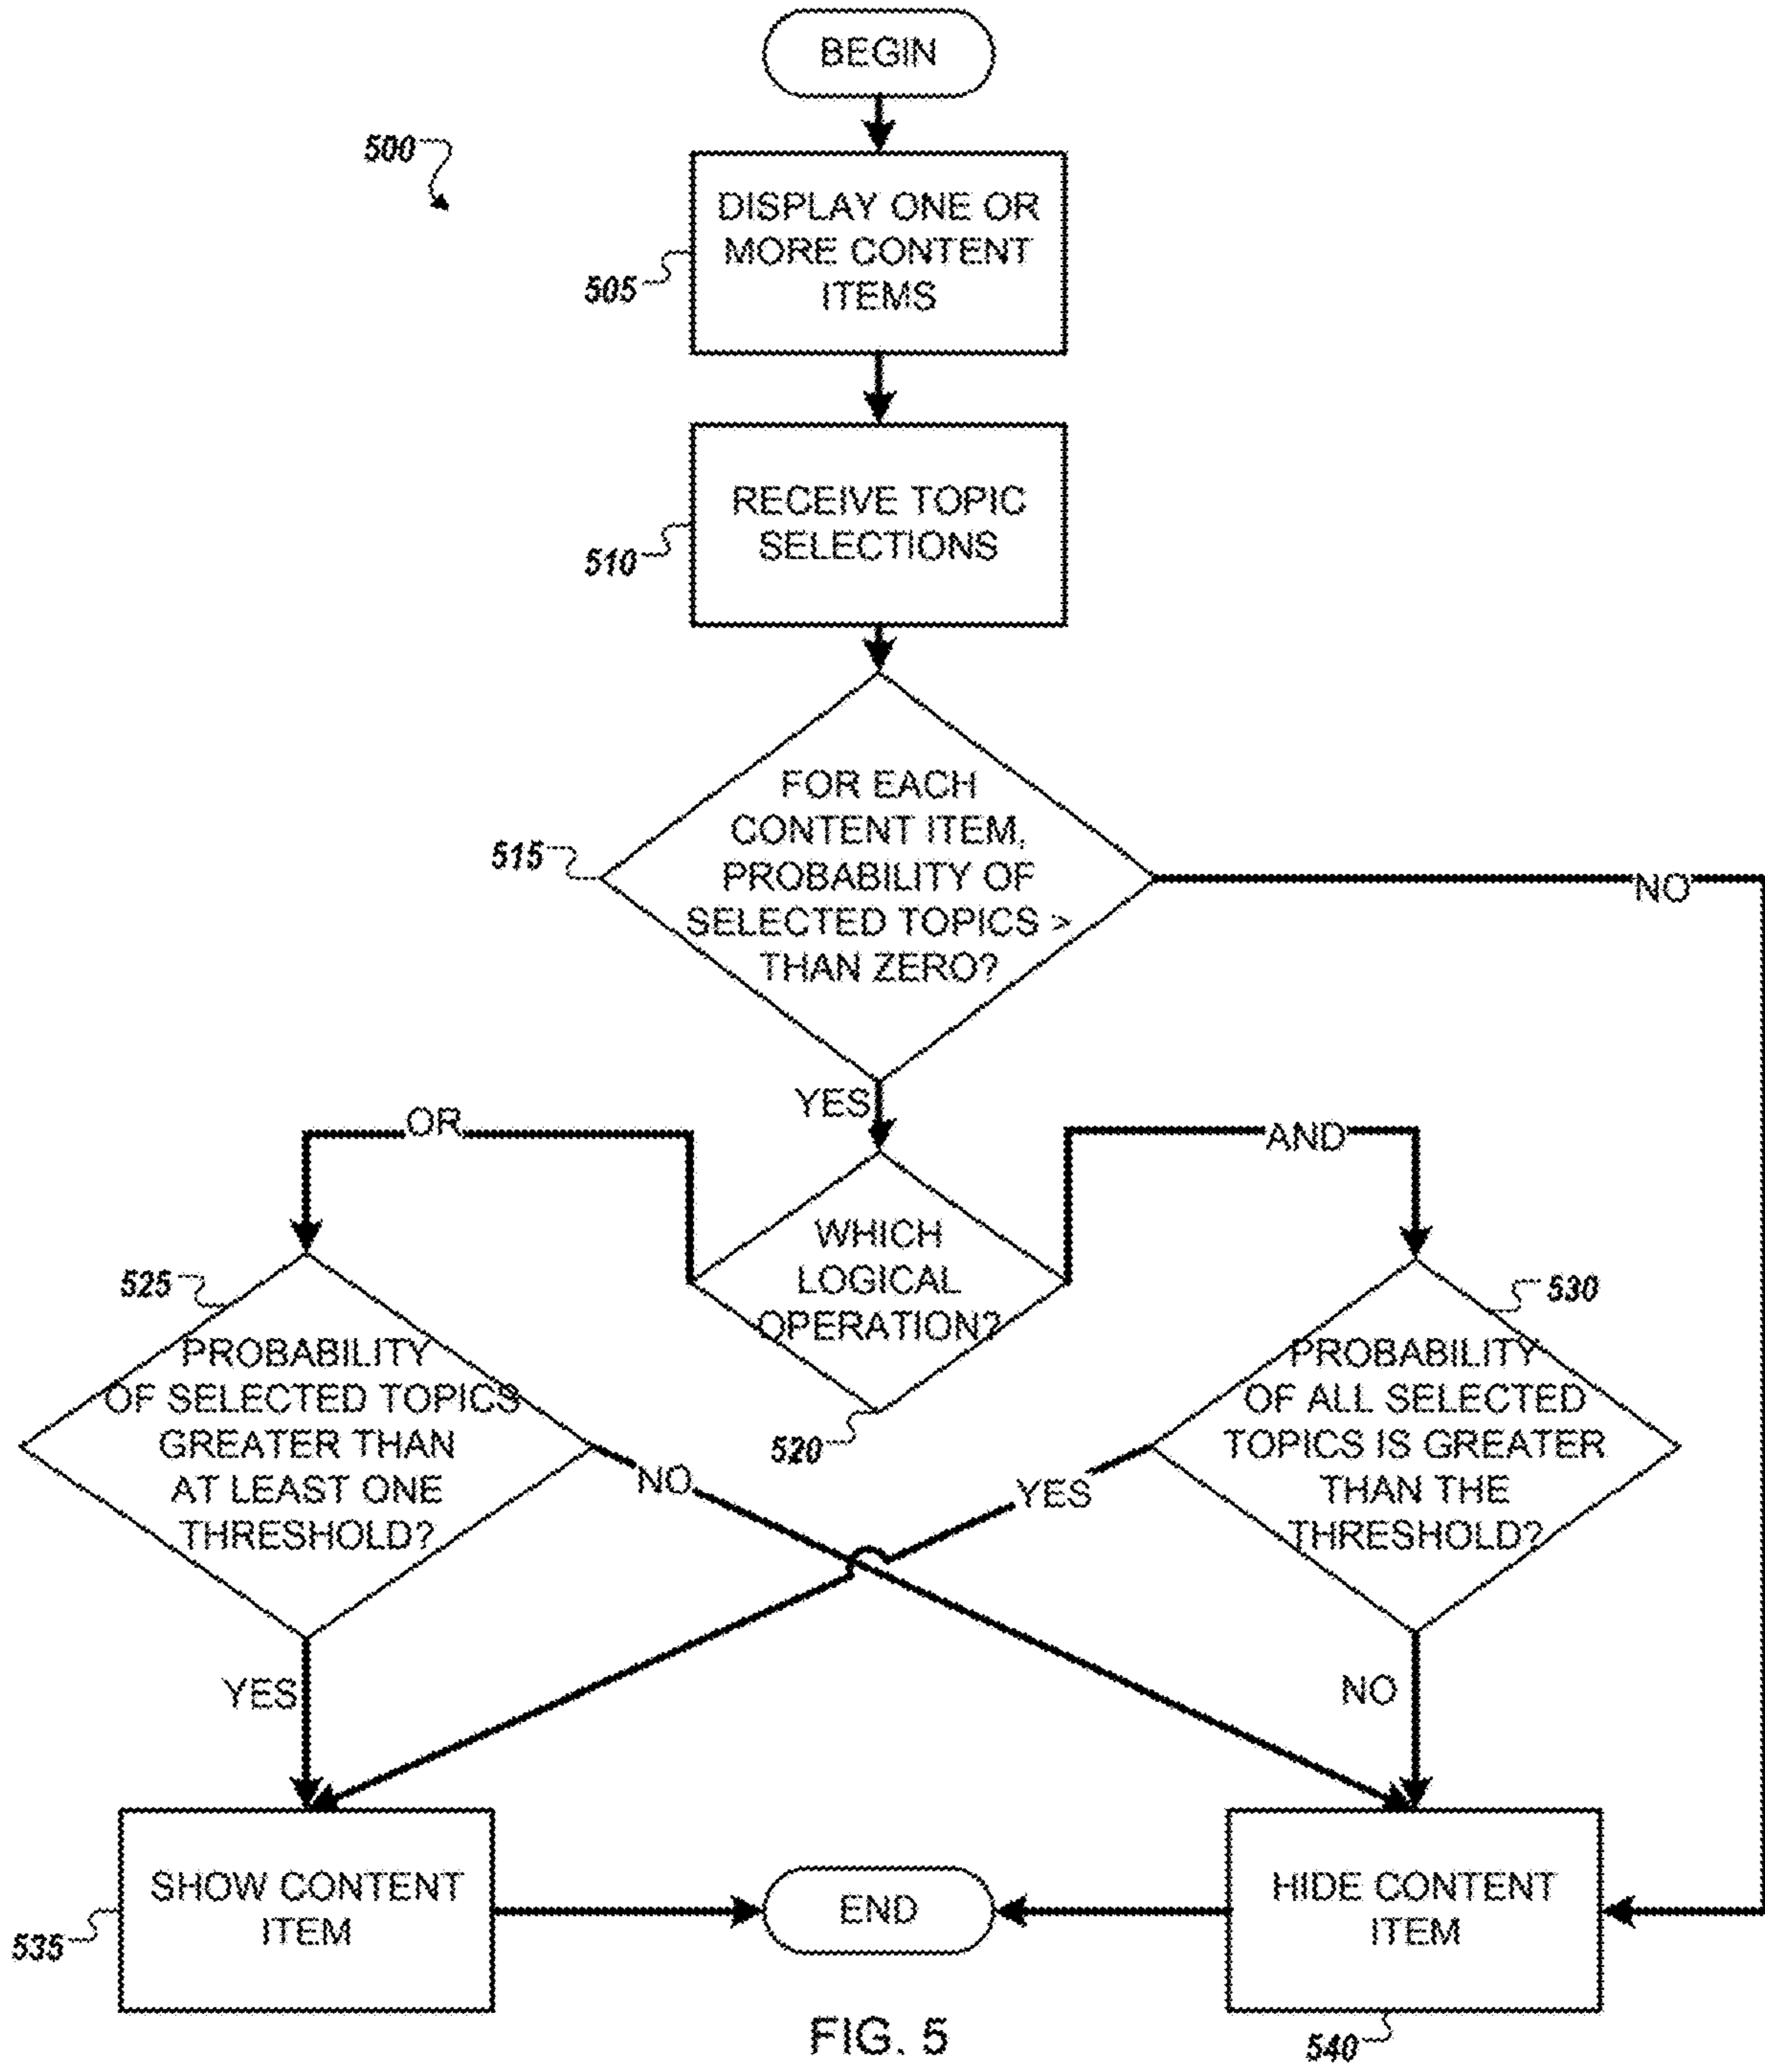 BEGIN
500
DISPLAY ONE OR
MORE CONTENT
ITEMS
505
RECEIVE TOPIC
SELECTIONS
510
FOR EACH
CONTENT ITEM,
PROBABILITY OF
SELECTED TOPICS >
THAN ZERO?
515
NO
YES
OR
AND
WHICH
LOGICAL
OPERATION?
520
525
PROBABILITY
OF SELECTED TOPICS
GREATER THAN
AT LEAST ONE
THRESHOLD?
530
PROBABILITY
OF ALL SELECTED
TOPICS IS GREATER
THAN THE
THRESHOLD?
NO
YES
YES
NO
SHOW CONTENT
ITEM
535
END
HIDE CONTENT
ITEM
540
FIG. 5